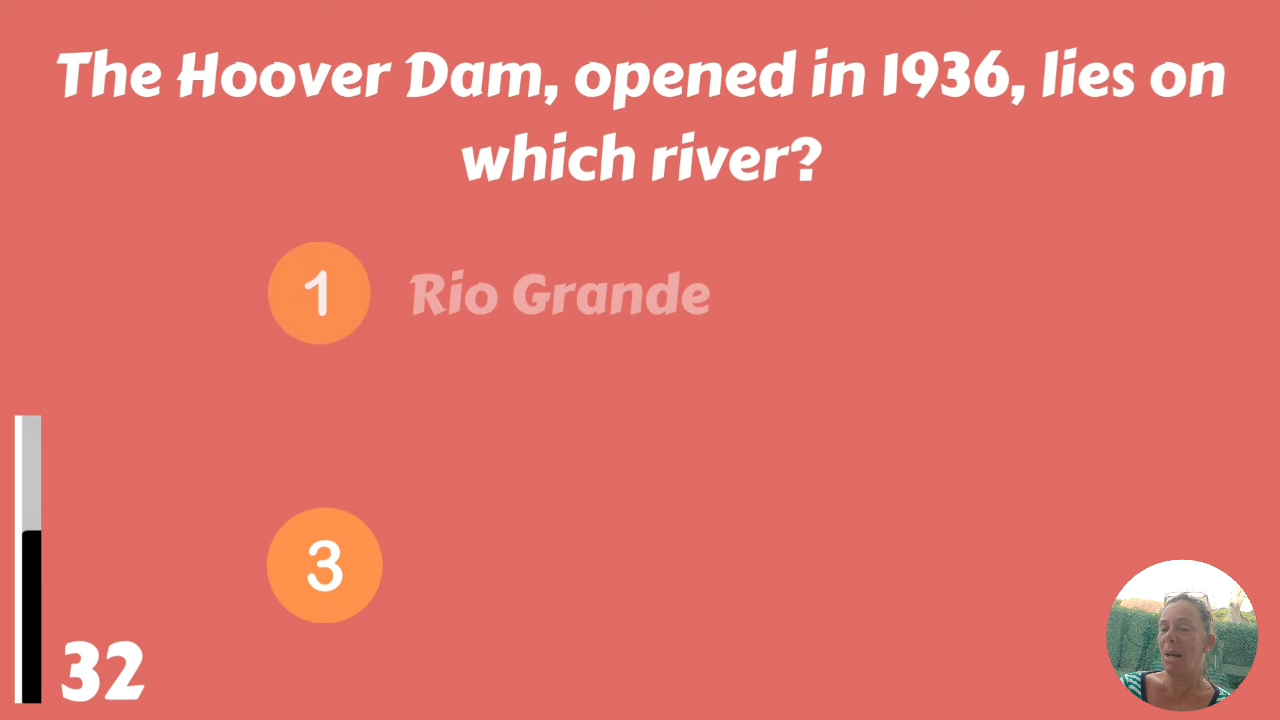 The Hoover Dam, opened in 1936, lies on
which river?
1 Rio Grande
3
32